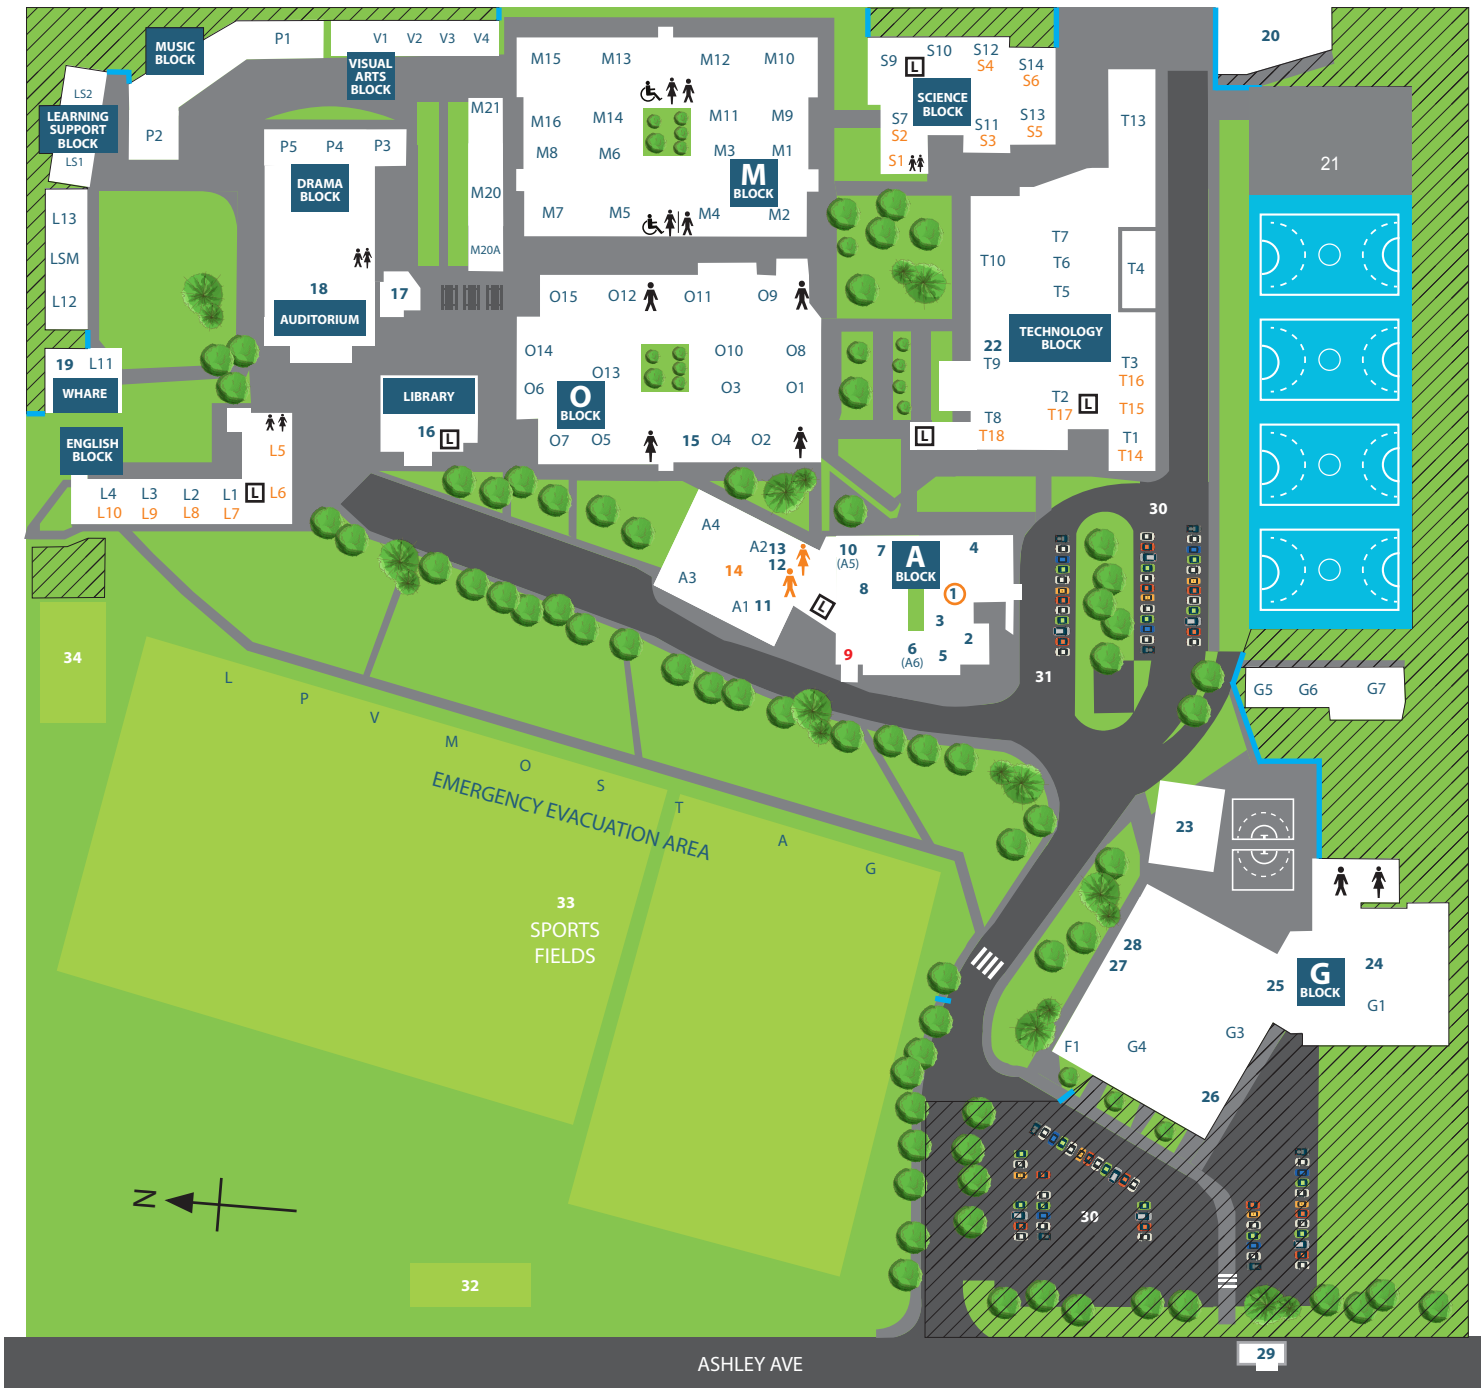 P1
V1 V2 V3 V4
MUSIC
BLOCK
VISUAL
ARTS
BLOCK
LS2
LEARNING
SUPPORT
BLOCK
LS1
P2
P5 P4 P3
DRAMA
BLOCK
18
AUDITORIUM
17
M21
M20
M20A
M15 M13 M12 M10
M16 M14 M11 M9
M8 M6 M3 M1
M
BLOCK
M7 M5 M4 M2
S9 L S10 S12
S4
S14
S6
SCIENCE
BLOCK
S7
S2
S11
S3
S13
S5
S1
T13
20
21
L13
LSM
L12
19 L11
WHARE
ENGLISH
BLOCK
L5
L6
L
L4 L3 L2 L1
L10 L9 L8 L7
LIBRARY
16 L
O15 O12 O11 O9
O14 O10 O8
O13
O6 O3 O1
O
BLOCK
O7 O5 15 O4 O2
T7
T10 T6
T5
T4
TECHNOLOGY
BLOCK
22
T9
T3
T16
T2
T17
L
T15
T8
T18
L
T1
T14
30
31
A4
A2 13
12
14
A3
A1 11
L
10
(A5)
7
A
BLOCK
4
8
1
3
2
6
(A6)
5
9
G5 G6 G7
34
L
P
V
M
O
S
T
A
G
EMERGENCY EVACUATION AREA
33
SPORTS
FIELDS
23
28
27
24
25
G
BLOCK
G1
G3
F1 G4
26
30
N
32
ASHLEY AVE
29